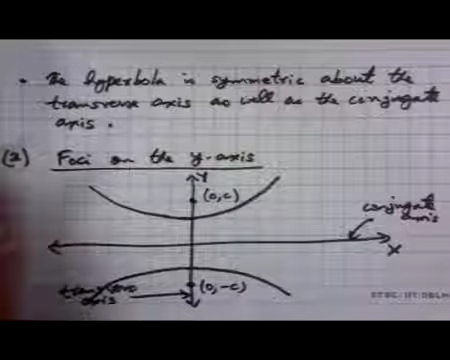 • The hyperbola is symmetric about the
transverse axis as well as the conjugate
axis.
(2) Foci on the y-axis
Y
(0,c)
conjugate
axis
X
transverse
axis
(0,-c)